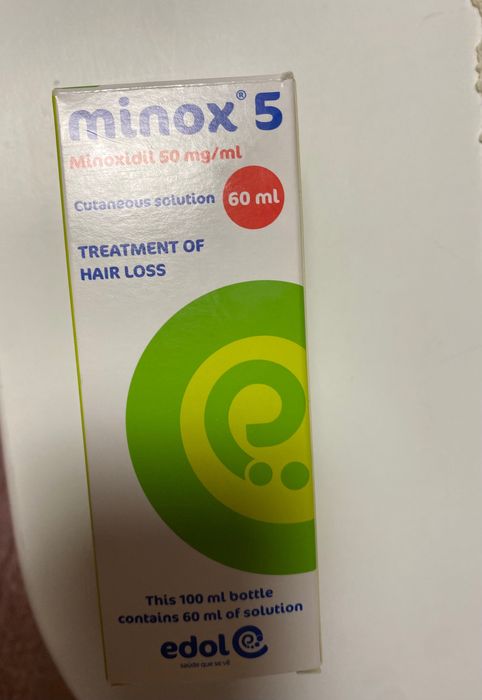 minox® 5
Minoxidil 50 mg/ml
Cutaneous solution 60 ml
TREATMENT OF
HAIR LOSS
This 100 ml bottle
contains 60 ml of solution
edol
saúde que se vê